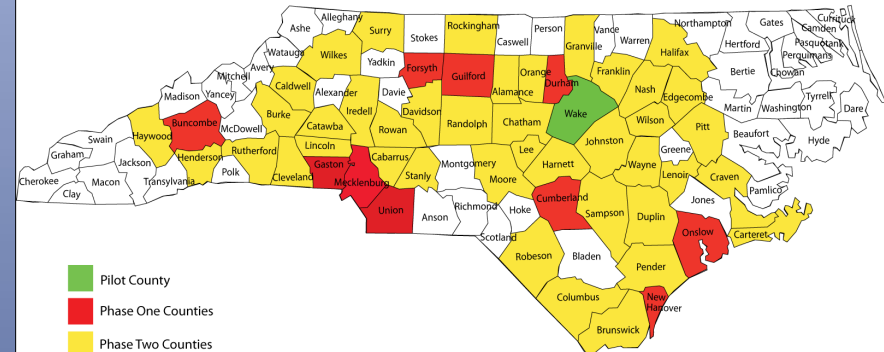 Ashe
Alleghany
Surry
Stokes
Rockingham
Caswell
Person
Granville
Vance
Warren
Northampton
Gates
Currituck
Camden
Pasquotank
Perquimans
Chowan
Hertford
Halifax
Bertie
Watauga
Wilkes
Yadkin
Forsyth
Guilford
Alamance
Orange
Durham
Franklin
Nash
Edgecombe
Martin
Washington
Tyrrell
Dare
Avery
Mitchell
Yancey
Madison
Caldwell
Alexander
Davie
Davidson
Iredell
Rowan
Randolph
Chatham
Wake
Wilson
Pitt
Beaufort
Hyde
Burke
McDowell
Buncombe
Haywood
Swain
Graham
Cherokee
Clay
Macon
Jackson
Transylvania
Henderson
Polk
Rutherford
Cleveland
Catawba
Lincoln
Gaston
Mecklenburg
Cabarrus
Stanly
Union
Anson
Montgomery
Richmond
Moore
Lee
Harnett
Johnston
Wayne
Greene
Lenoir
Craven
Pamlico
Jones
Carteret
Onslow
Duplin
Sampson
Cumberland
Hoke
Scotland
Robeson
Bladen
Pender
Columbus
Brunswick
New
Hanover
Pilot County
Phase One Counties
Phase Two Counties